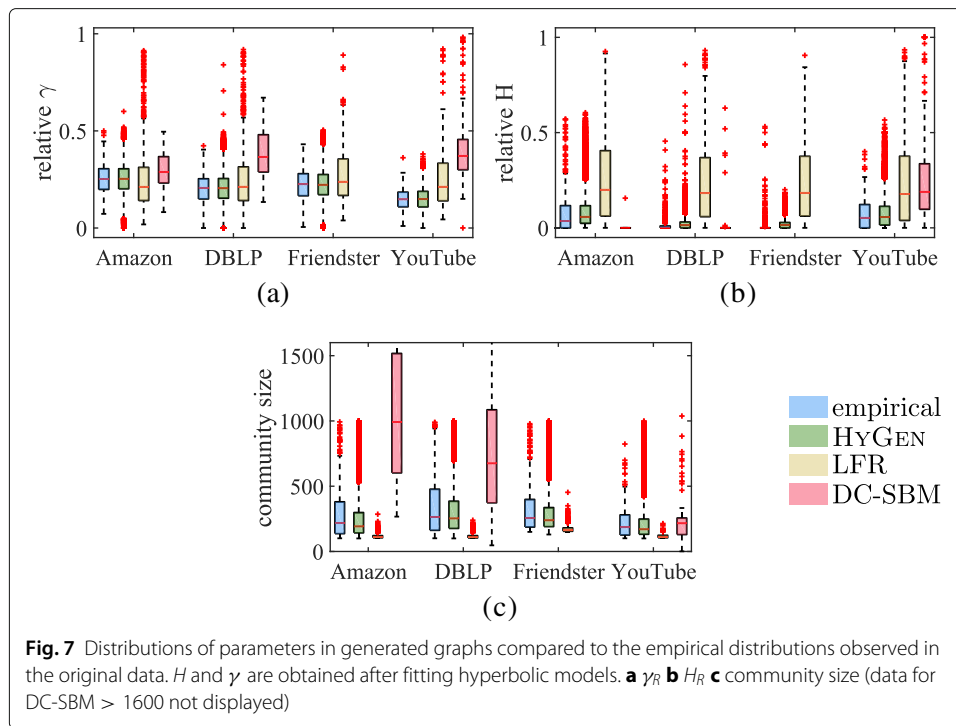 1
0.5
0
relative γ
Amazon DBLP Friendster YouTube
(a)
1
0.5
0
relative H
Amazon DBLP Friendster YouTube
(b)
1500
1000
500
0
community size
Amazon DBLP Friendster YouTube
(c)
empirical
HYGEN
LFR
DC-SBM
Fig. 7 Distributions of parameters in generated graphs compared to the empirical distributions observed in
the original data. H and γ are obtained after fitting hyperbolic models. a γR b HR c community size (data for
DC-SBM > 1600 not displayed)